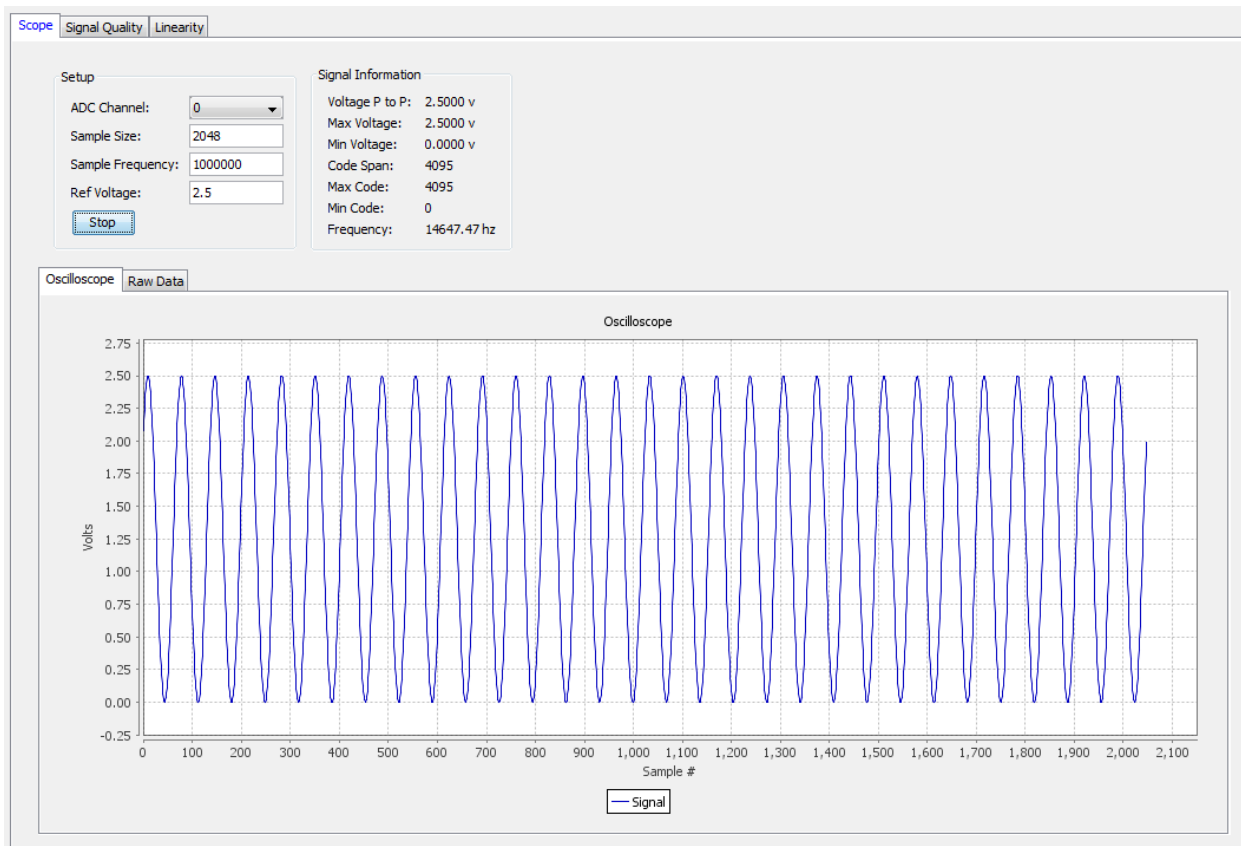 Scope Signal Quality Linearity
Setup
ADC Channel: 0
Sample Size: 2048
Sample Frequency: 1000000
Ref Voltage: 2.5
Stop
Signal Information
Voltage P to P: 2.5000 v
Max Voltage: 2.5000 v
Min Voltage: 0.0000 v
Code Span: 4095
Max Code: 4095
Min Code: 0
Frequency: 14647.47 hz
Oscilloscope Raw Data
Oscilloscope
2.75
2.50
2.25
2.00
1.75
1.50
1.25
1.00
0.75
0.50
0.25
0.00
-0.25
Volts
0 100 200 300 400 500 600 700 800 900 1,000 1,100 1,200 1,300 1,400 1,500 1,600 1,700 1,800 1,900 2,000 2,100
Sample #
Signal